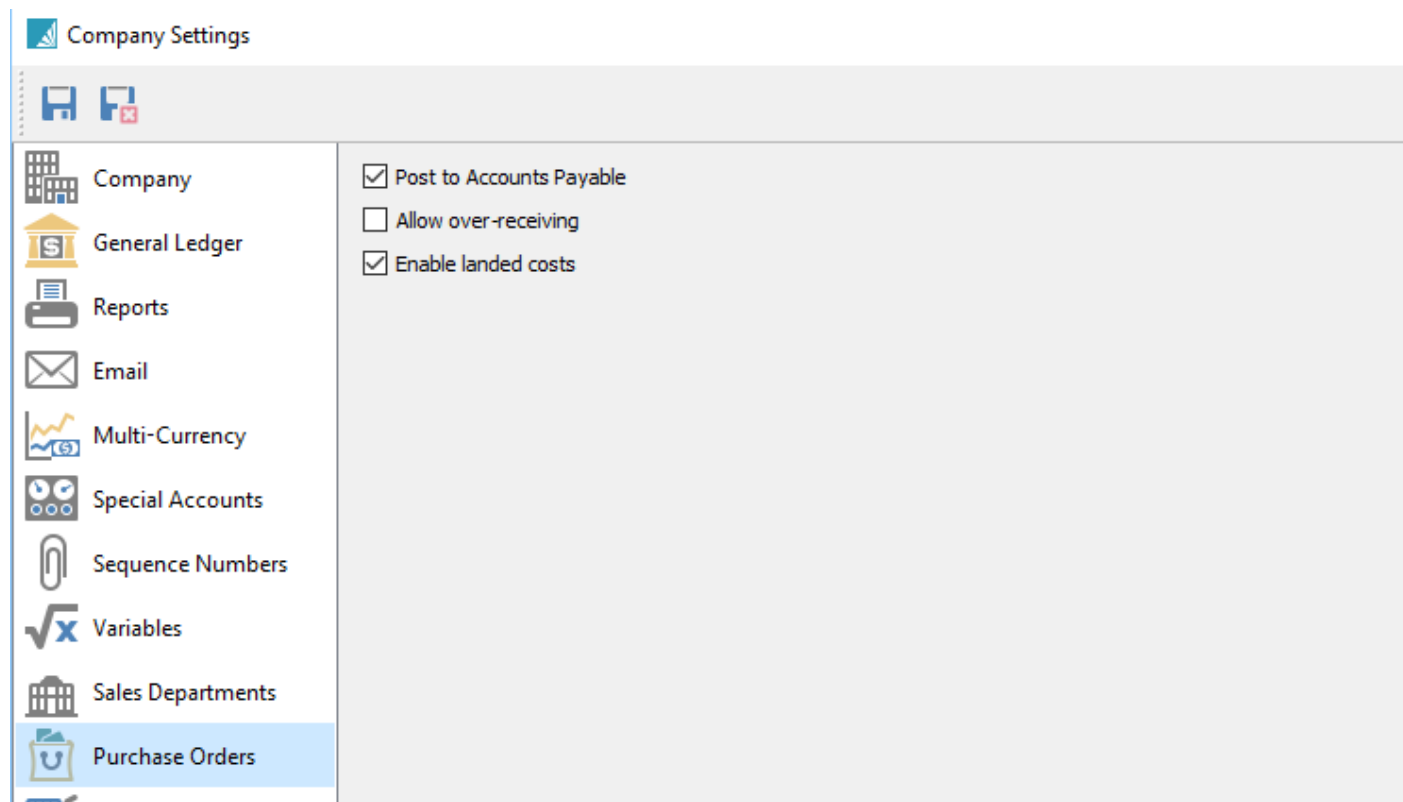 Company Settings
Company
General Ledger
Reports
Email
Multi-Currency
Special Accounts
Sequence Numbers
Variables
Sales Departments
Purchase Orders
Post to Accounts Payable
Allow over-receiving
Enable landed costs